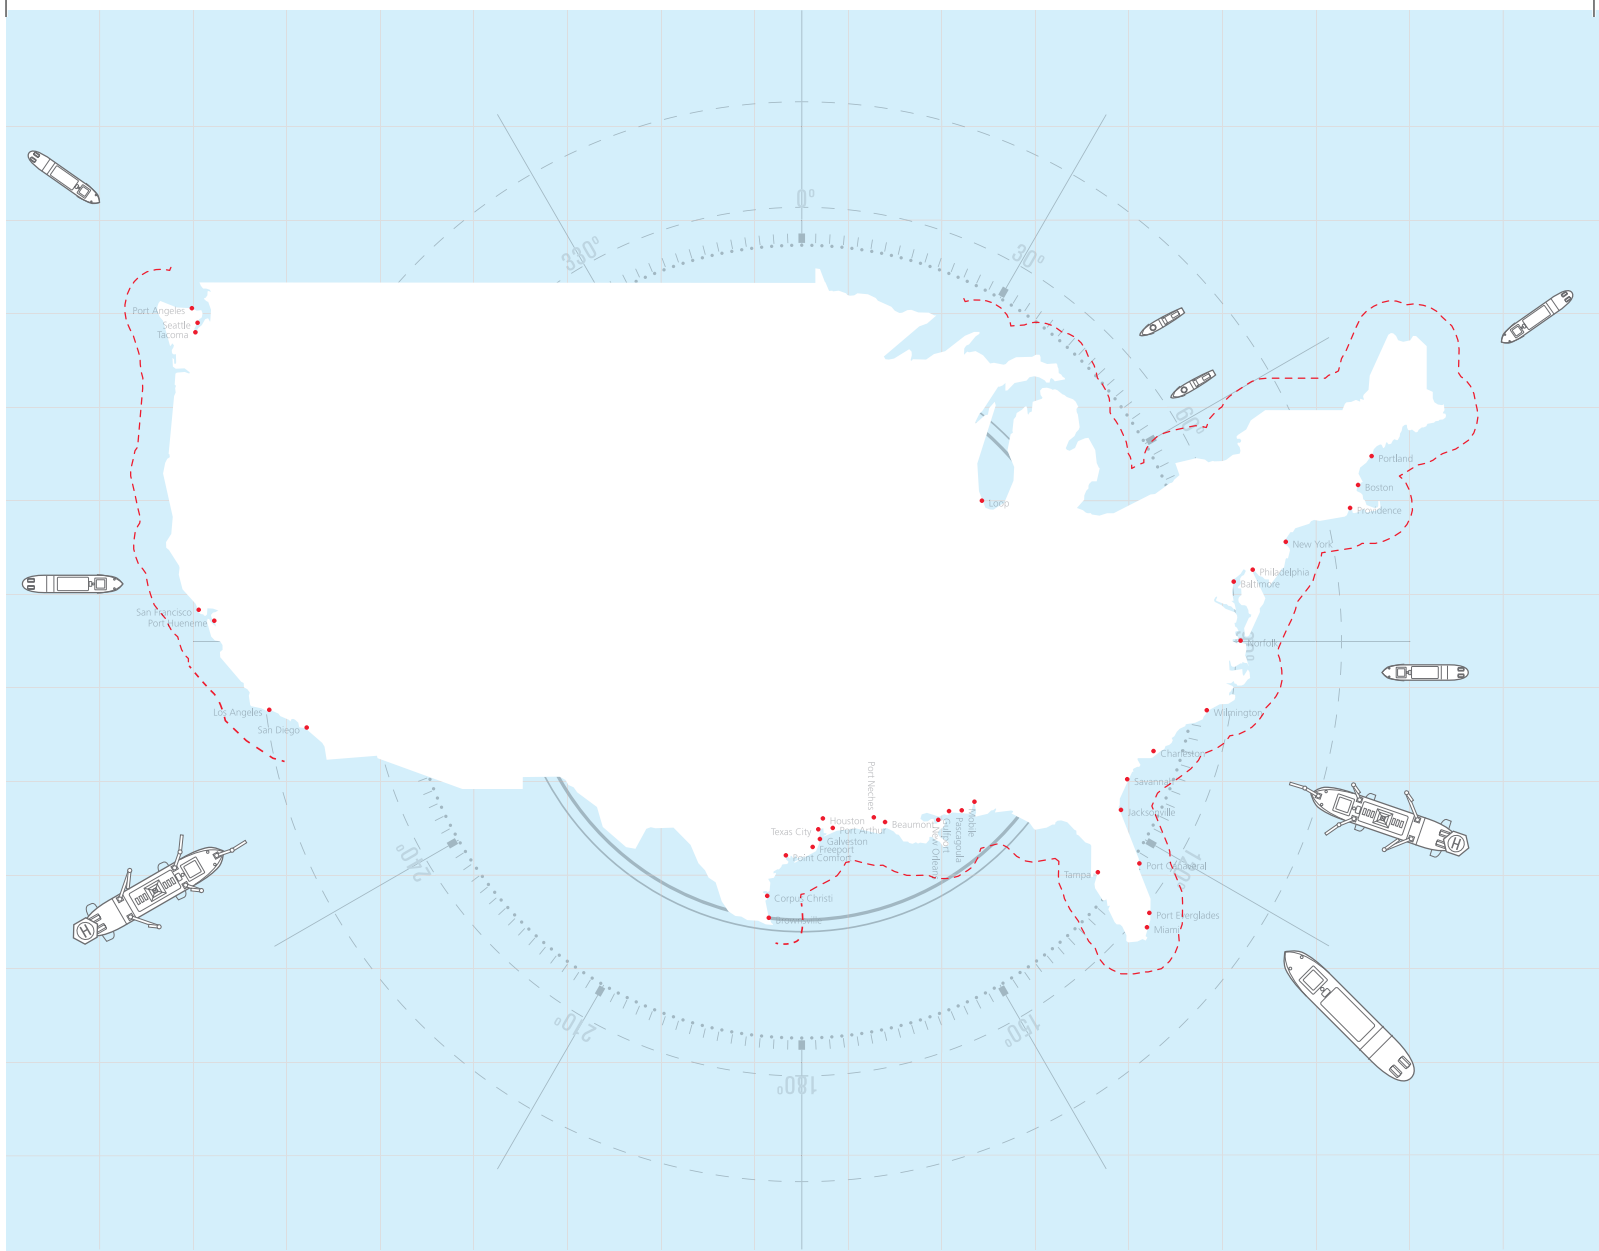 0°
330°
30°
60°
Port Angeles
Seattle
Tacoma
Portland
Boston
Loop
Providence
New York
Philadelphia
Baltimore
San Francisco
Port Hueneme
Norfolk
Los Angeles
Wilmington
San Diego
Charleston
Port Neches
Savannah
Houston
Mobile
Jacksonville
Texas City
Port Arthur
Beaumont
New Orleans
Gulfport
Pascagoula
Galveston
Freeport
Point Comfort
Port Canaveral
Tampa
240°
Corpus Christi
Brownsville
Port Everglades
Miami
H
H
210°
150°
180°